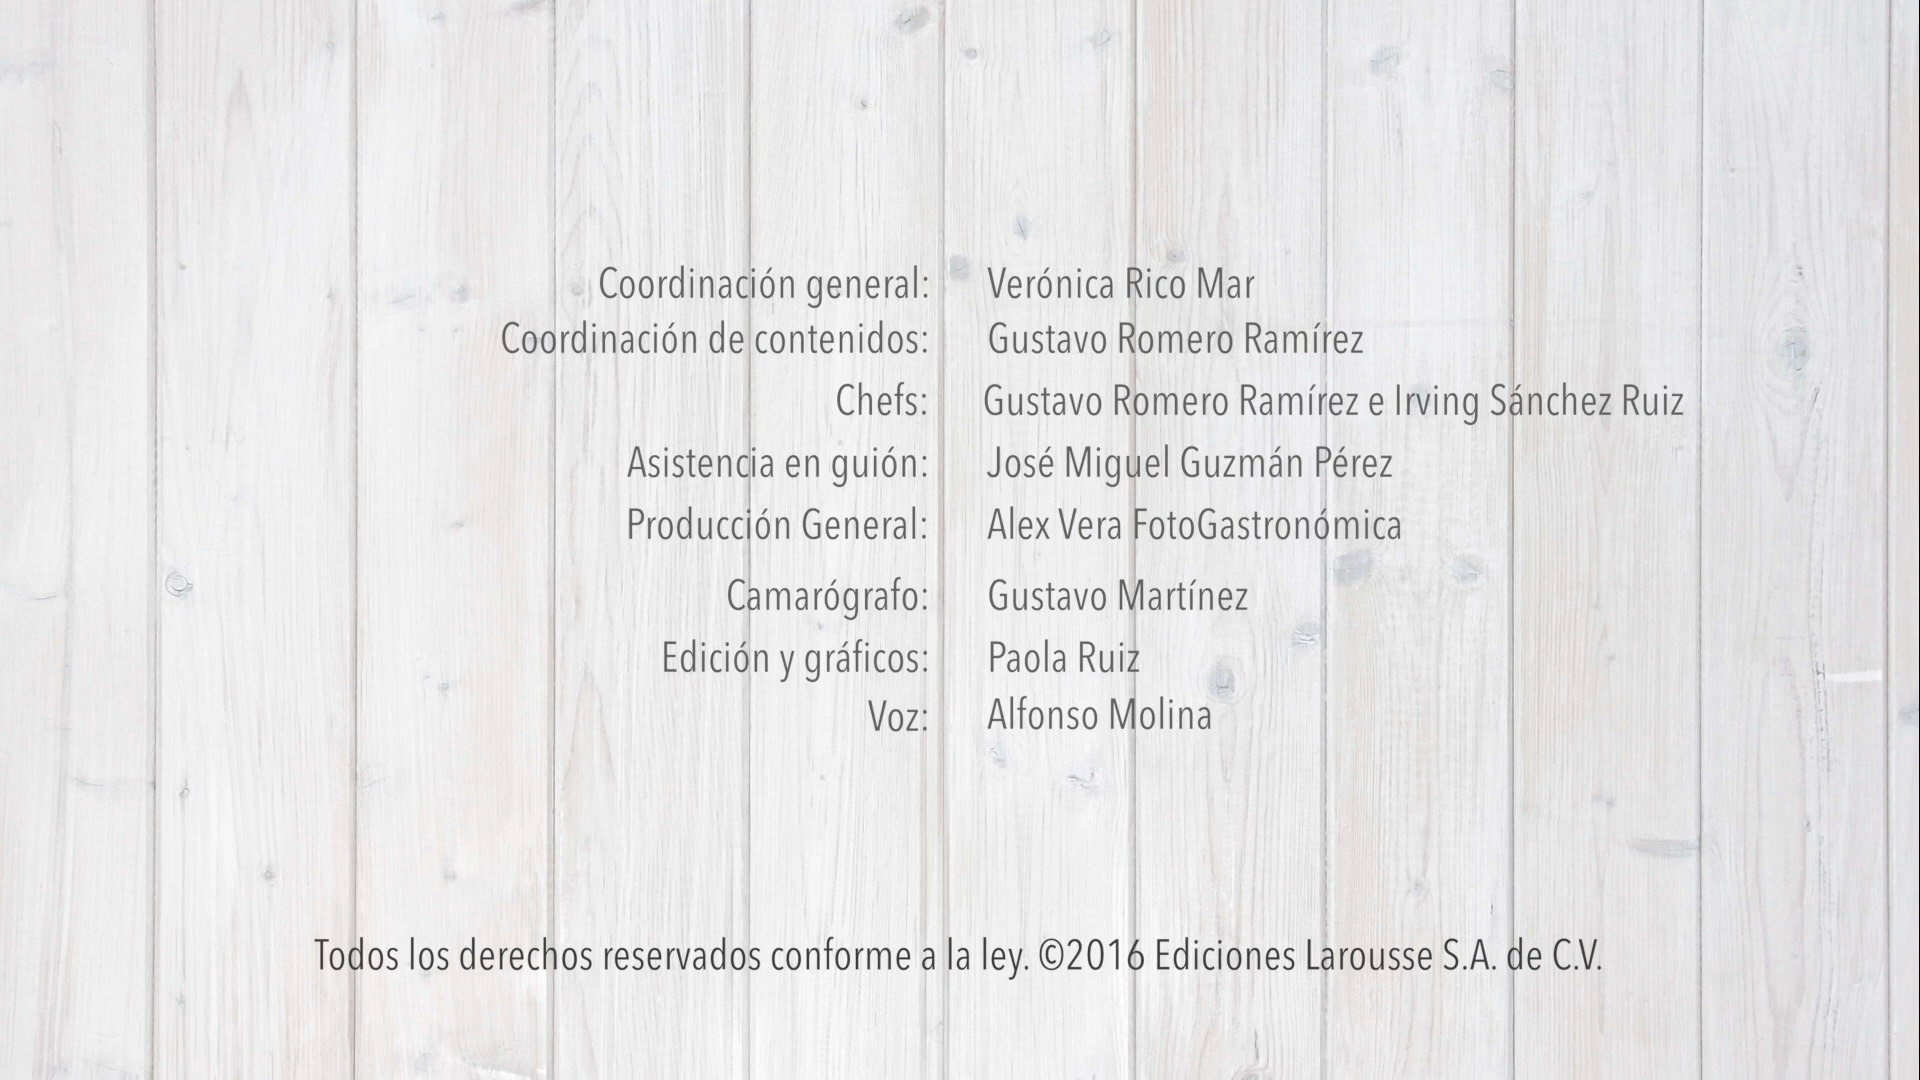 Coordinación general: Verónica Rico Mar
Coordinación de contenidos: Gustavo Romero Ramírez
Chefs: Gustavo Romero Ramírez e Irving Sánchez Ruiz
Asistencia en guión: José Miguel Guzmán Pérez
Producción General: Alex Vera FotoGastronómica
Camarógrafo: Gustavo Martínez
Edición y gráficos: Paola Ruiz
Voz: Alfonso Molina
Todos los derechos reservados conforme a la ley. ©2016 Ediciones Larousse S.A. de C.V.